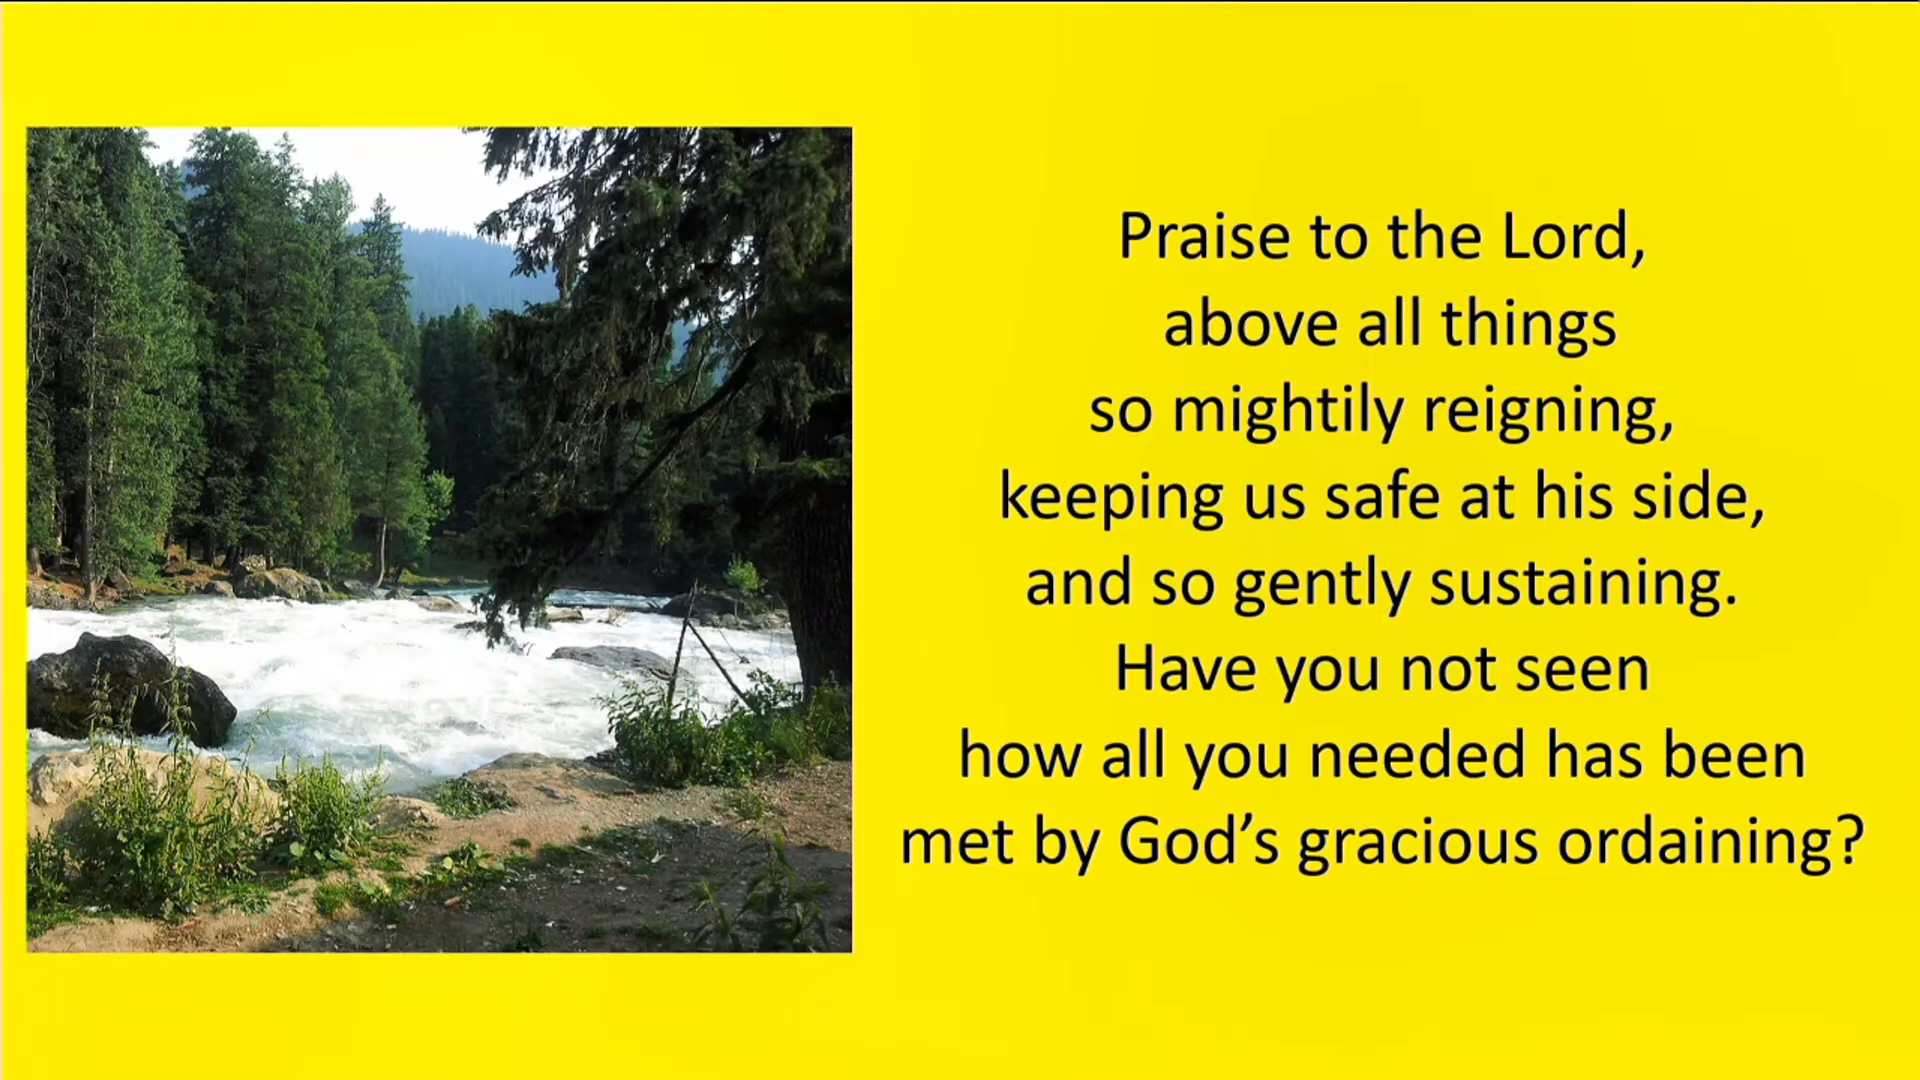 Praise to the Lord,
above all things
so mightily reigning,
keeping us safe at his side,
and so gently sustaining.
Have you not seen
how all you needed has been
met by God’s gracious ordaining?